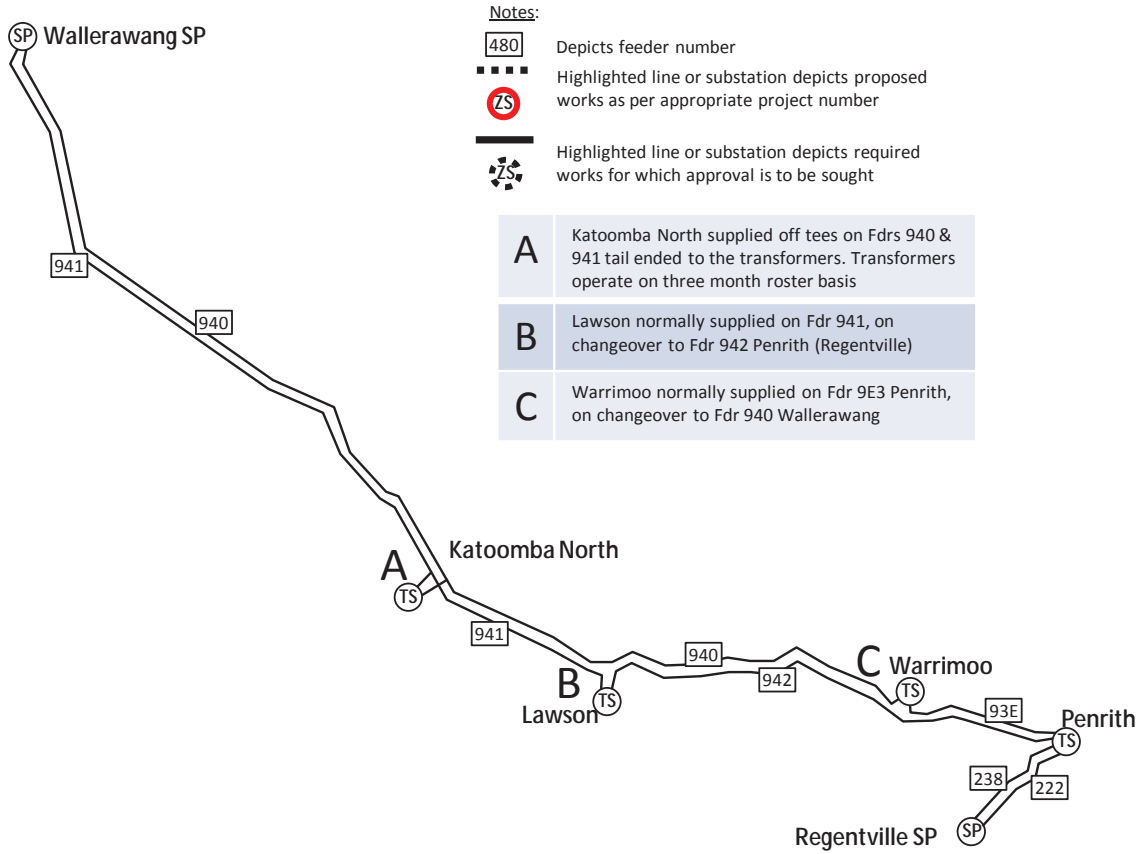 Notes:
SP Wallerawang SP
480 Depicts feeder number
Highlighted line or substation depicts proposed
ZS works as per appropriate project number
Highlighted line or substation depicts required
ZS works for which approval is to be sought
A
Katoomba North supplied off tees on Fdrs 940 &
941 tail ended to the transformers. Transformers
operate on three month roster basis
B
Lawson normally supplied on Fdr 941, on
changeover to Fdr 942 Penrith (Regentville)
C
Warrimoo normally supplied on Fdr 9E3 Penrith,
on changeover to Fdr 940 Wallerawang
941
940
Katoomba North
A
TS
941
940
942
B
TS
Lawson
C Warrimoo
TS
93E
Penrith
TS
238
222
Regentville SP SP